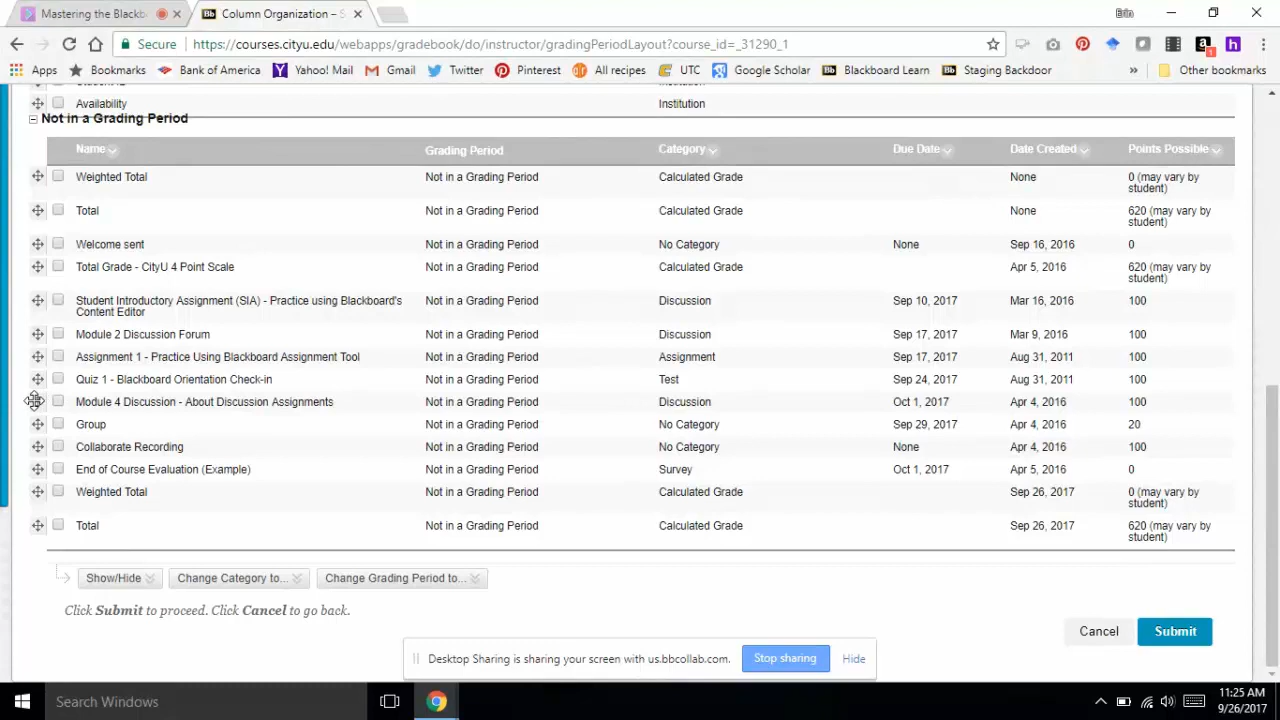 Mastering the Blackb
Column Organization – S
Erin
Secure
https://courses.cityu.edu/webapps/gradebook/do/instructor/gradingPeriodLayout?course_id=_31290_1
Apps Bookmarks Bank of America Yahoo! Mail Gmail Twitter Pinterest All recipes UTC Google Scholar Blackboard Learn Staging Backdoor » Other bookmarks
Student ID Institution
Availability Institution
Not in a Grading Period
Name Grading Period Category Due Date Date Created Points Possible
Weighted Total Not in a Grading Period Calculated Grade None 0 (may vary by
student)
Total Not in a Grading Period Calculated Grade None 620 (may vary by
student)
Welcome sent Not in a Grading Period No Category None Sep 16, 2016 0
Total Grade - CityU 4 Point Scale Not in a Grading Period Calculated Grade Apr 5, 2016 620 (may vary by
student)
Student Introductory Assignment (SIA) - Practice using Blackboard's Not in a Grading Period Discussion Sep 10, 2017 Mar 16, 2016 100
Content Editor
Module 2 Discussion Forum Not in a Grading Period Discussion Sep 17, 2017 Mar 9, 2016 100
Assignment 1 - Practice Using Blackboard Assignment Tool Not in a Grading Period Assignment Sep 17, 2017 Aug 31, 2011 100
Quiz 1 - Blackboard Orientation Check-in Not in a Grading Period Test Sep 24, 2017 Aug 31, 2011 100
Module 4 Discussion - About Discussion Assignments Not in a Grading Period Discussion Oct 1, 2017 Apr 4, 2016 100
Group Not in a Grading Period No Category Sep 29, 2017 Apr 4, 2016 20
Collaborate Recording Not in a Grading Period No Category None Apr 4, 2016 100
End of Course Evaluation (Example) Not in a Grading Period Survey Oct 1, 2017 Apr 5, 2016 0
Weighted Total Not in a Grading Period Calculated Grade Sep 26, 2017 0 (may vary by
student)
Total Not in a Grading Period Calculated Grade Sep 26, 2017 620 (may vary by
student)
Show/Hide Change Category to... Change Grading Period to...
Click Submit to proceed. Click Cancel to go back.
Cancel Submit
Desktop Sharing is sharing your screen with us.bbcollab.com. Stop sharing Hide
Search Windows
11:25 AM
9/26/2017